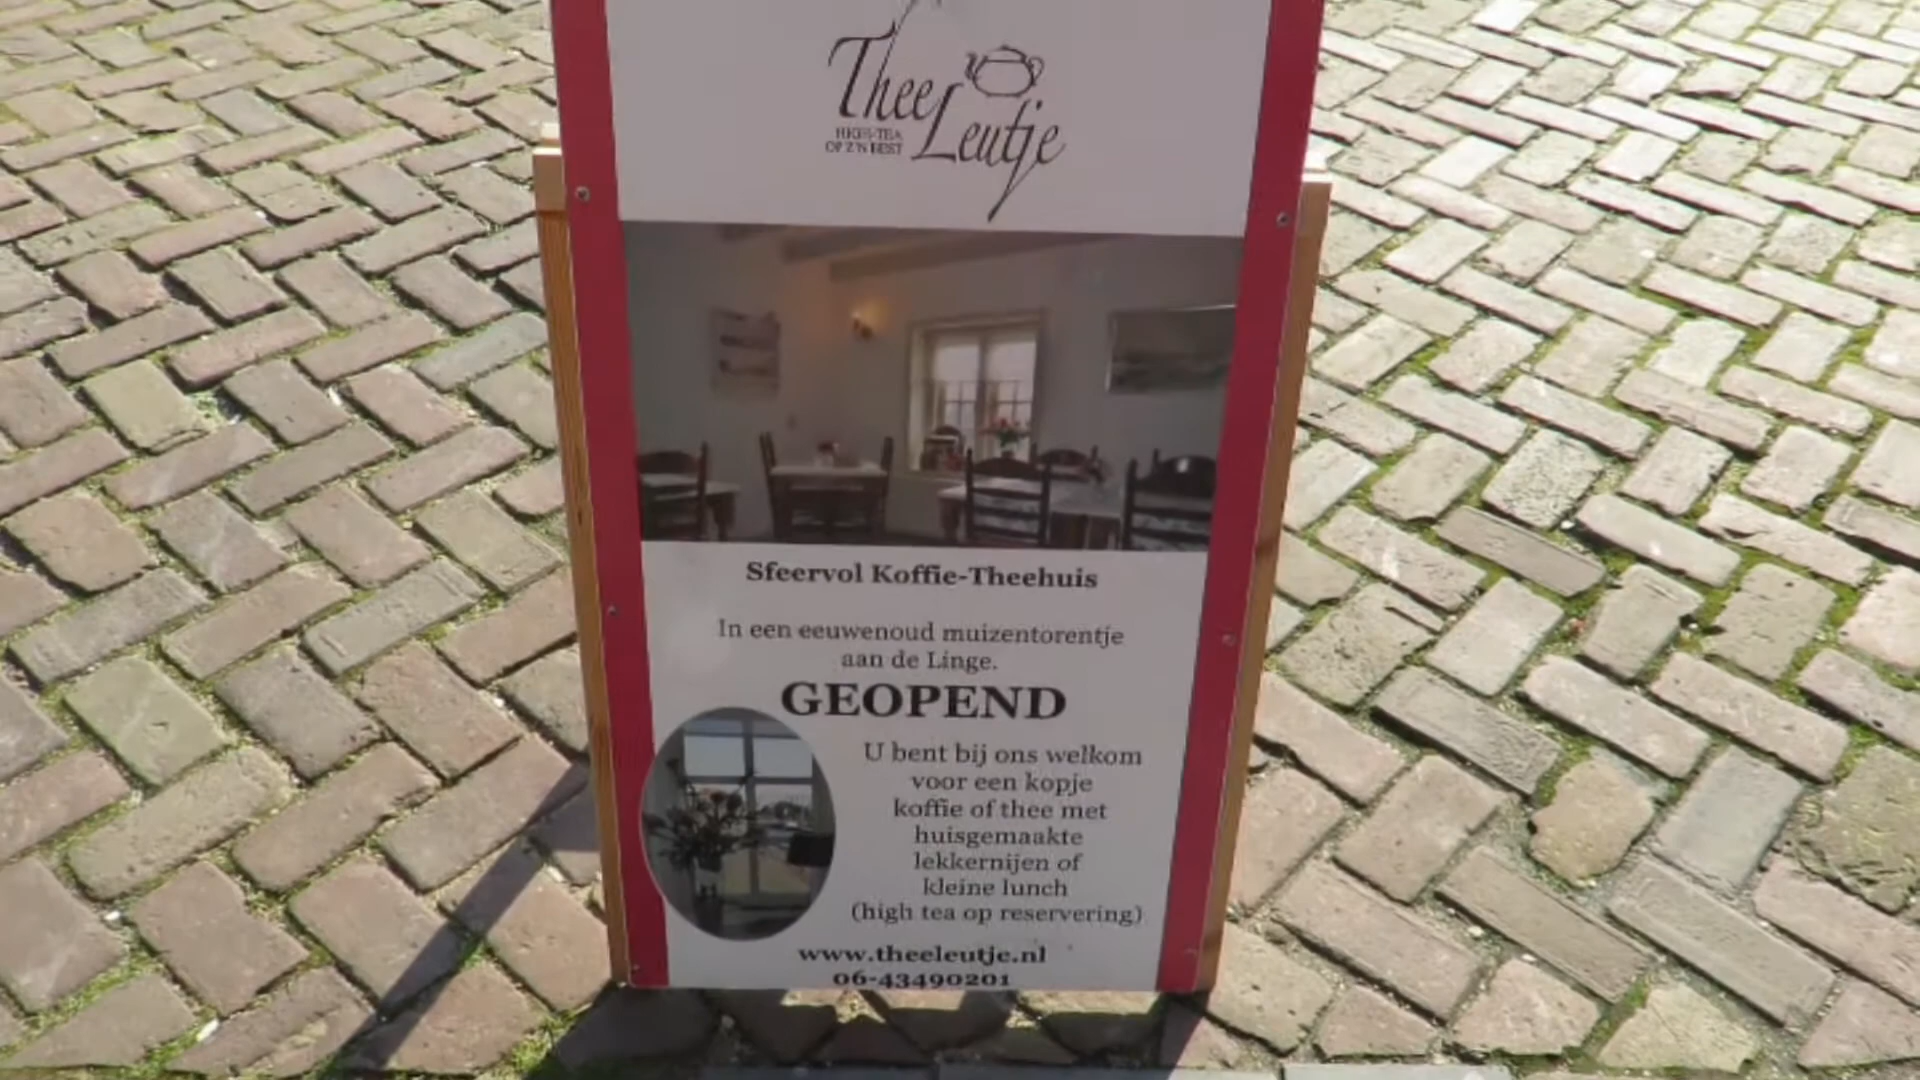 Thee
Leutje
HIGH-TEA
OP Z'N BEST
Sfeervol Koffie-Theehuis
In een eeuwenoud muizentorentje
aan de Linge.
GEOPEND
U bent bij ons welkom
voor een kopje
koffie of thee met
huisgemaakte
lekkernijen of
kleine lunch
(high tea op reservering)
www.theeleutje.nl
06-43490201